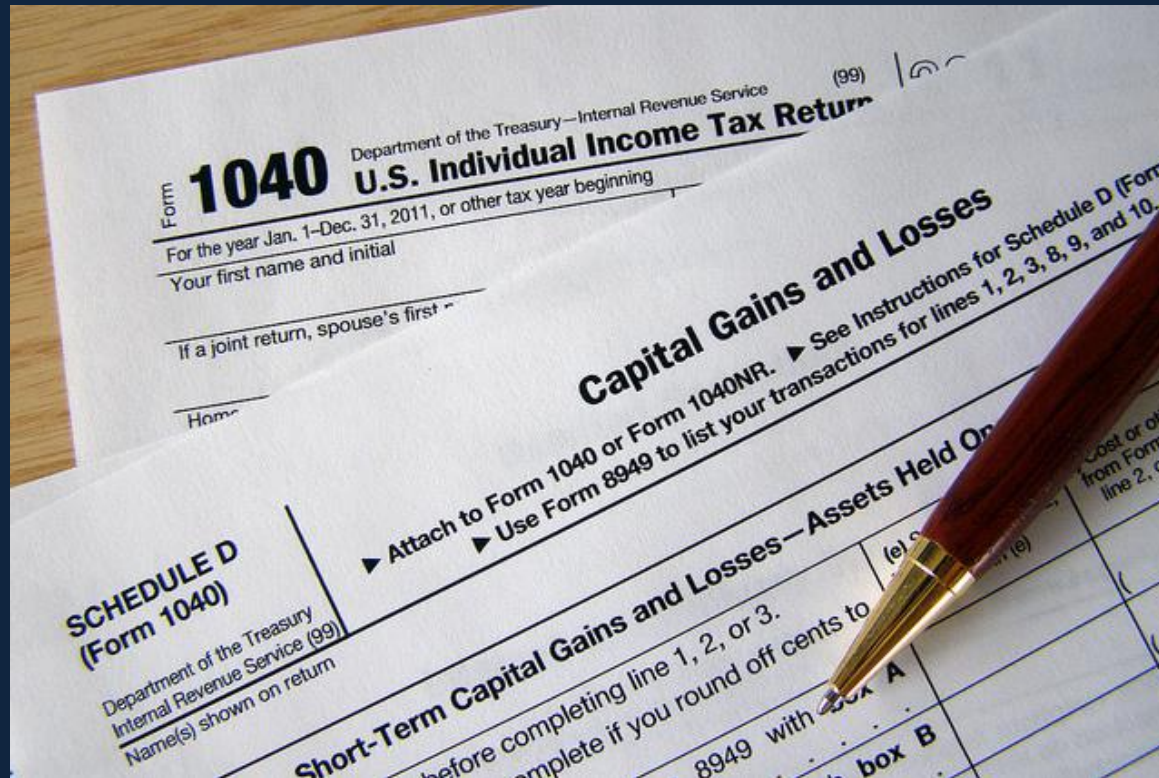 Form 1040
Department of the Treasury—Internal Revenue Service
(99)
U.S. Individual Income Tax Return
For the year Jan. 1–Dec. 31, 2011, or other tax year beginning
Your first name and initial
If a joint return, spouse's first
SCHEDULE D
(Form 1040)
Department of the Treasury
Internal Revenue Service (99)
Name(s) shown on return
Capital Gains and Losses
▶ Attach to Form 1040 or Form 1040NR. ▶ See Instructions for Schedule D (Form
▶ Use Form 8949 to list your transactions for lines 1, 2, 3, 8, 9, and 10.
Short-Term Capital Gains and Losses—Assets Held On
(e)
(e)
Cost or
from Form
line 2,
before completing line 1, 2, or 3.
if you round off cents to
8949 with box A
box B